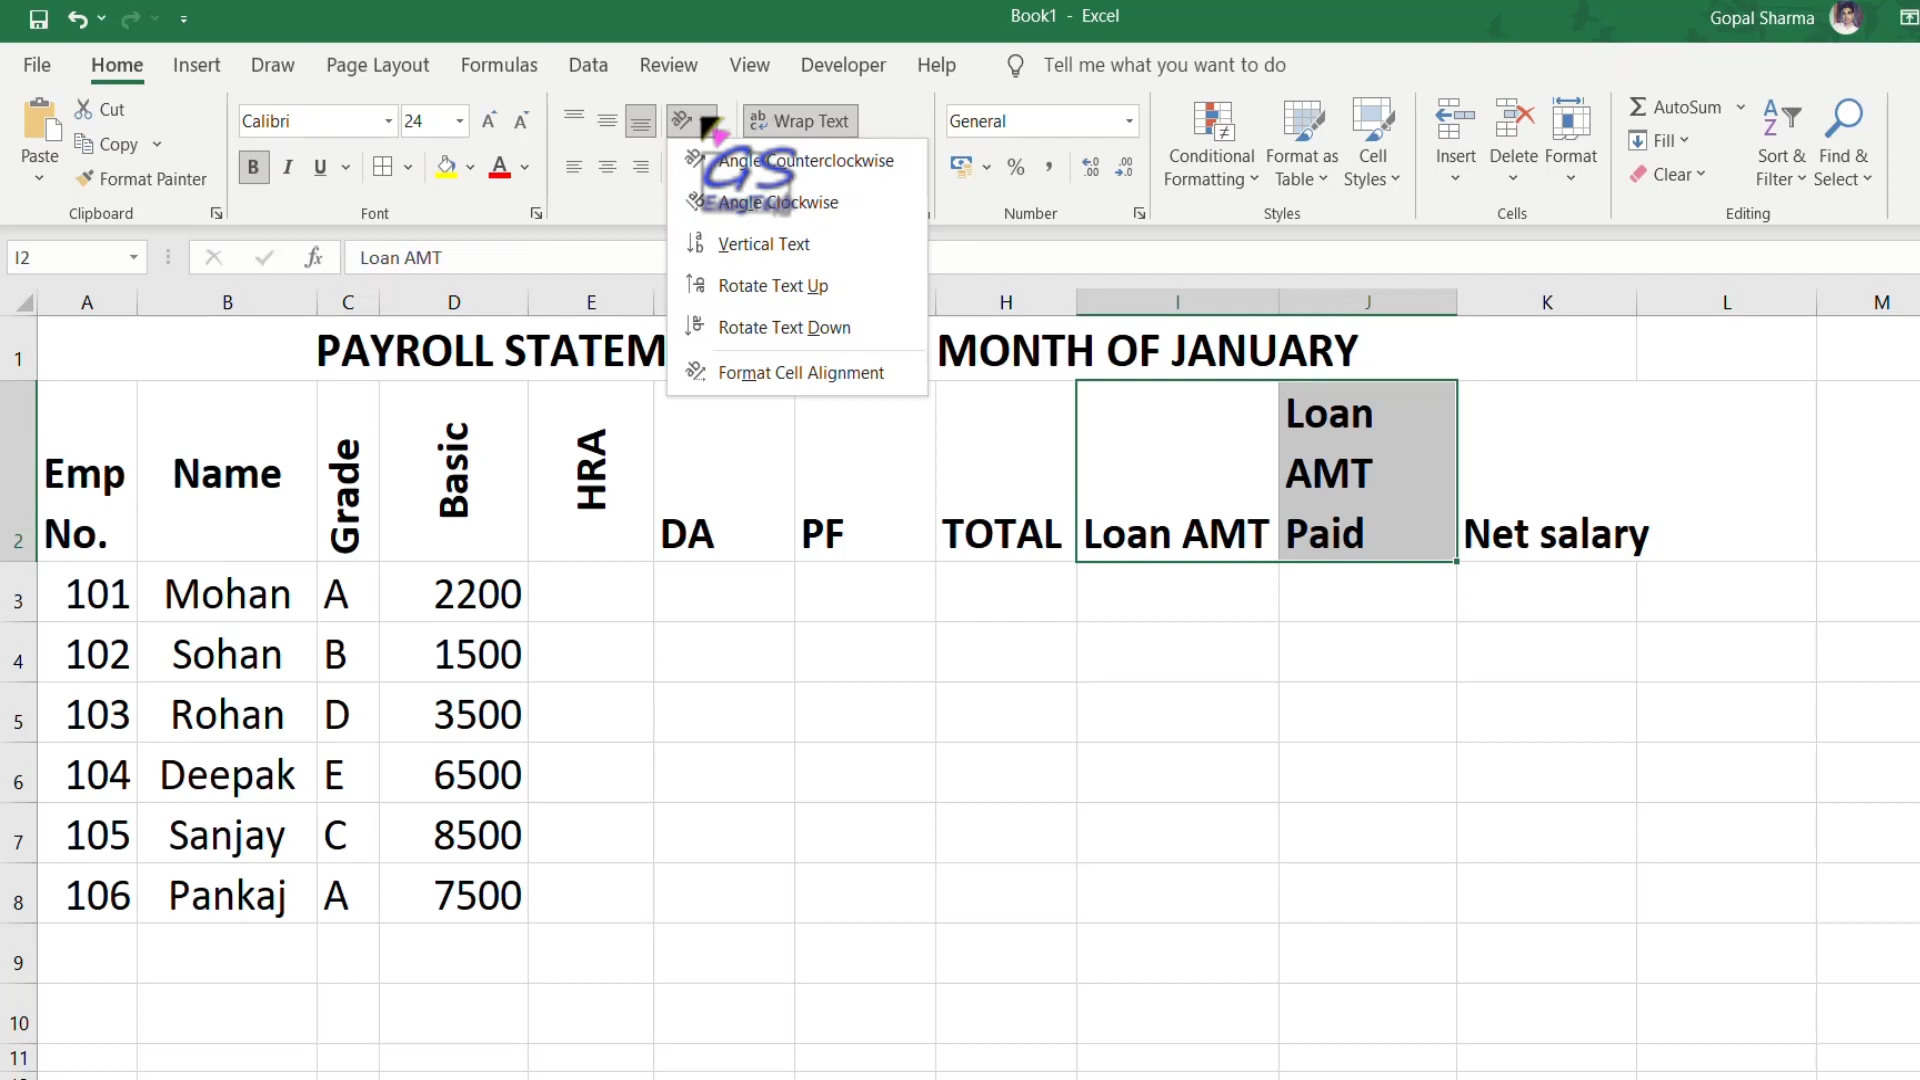 Book1 - Excel
Gopal Sharma
File Home Insert Draw Page Layout Formulas Data Review View Developer Help Tell me what you want to do
Paste
Cut
Copy
Format Painter
Clipboard
Calibri 24
B I U
Font
Wrap Text
General
Number
Conditional Formatting
Format as Table
Cell Styles
Styles
Insert
Delete
Format
Cells
AutoSum
Fill
Clear
Sort & Filter
Find & Select
Editing
GS
Angle Counterclockwise
Angle Clockwise
Vertical Text
Rotate Text Up
Rotate Text Down
Format Cell Alignment
I2 fx Loan AMT
A B C D E H I J K L M
1 PAYROLL STATEM MONTH OF JANUARY
2 Emp No. Name Grade Basic HRA DA PF TOTAL Loan AMT Loan AMT Paid Net salary
3 101 Mohan A 2200
4 102 Sohan B 1500
5 103 Rohan D 3500
6 104 Deepak E 6500
7 105 Sanjay C 8500
8 106 Pankaj A 7500
9
10
11